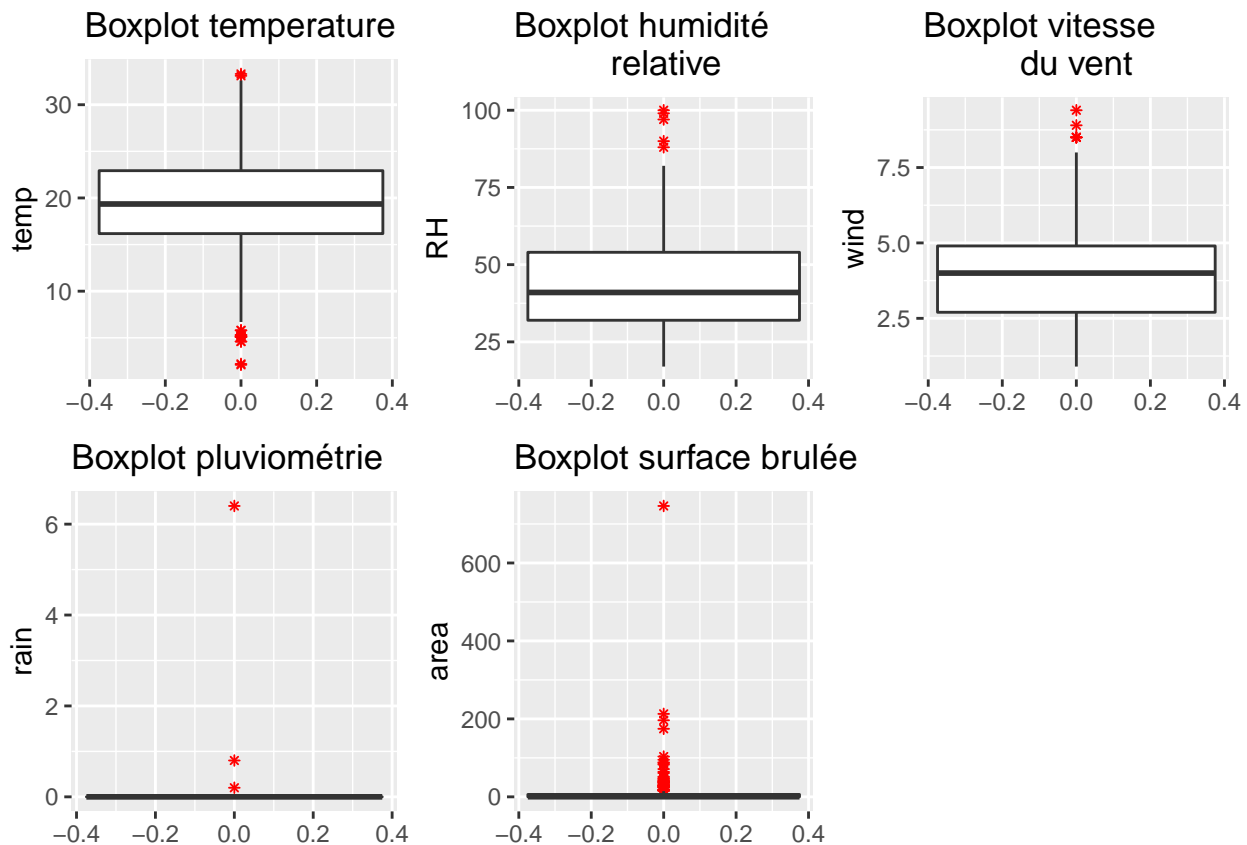 Boxplot temperature
temp
30
20
10
−0.4 −0.2 0.0 0.2 0.4
Boxplot humidité
relative
RH
100
75
50
25
−0.4 −0.2 0.0 0.2 0.4
Boxplot vitesse
du vent
wind
7.5
5.0
2.5
−0.4 −0.2 0.0 0.2 0.4
Boxplot pluviométrie
rain
6
4
2
0
−0.4 −0.2 0.0 0.2 0.4
Boxplot surface brulée
area
600
400
200
0
−0.4 −0.2 0.0 0.2 0.4